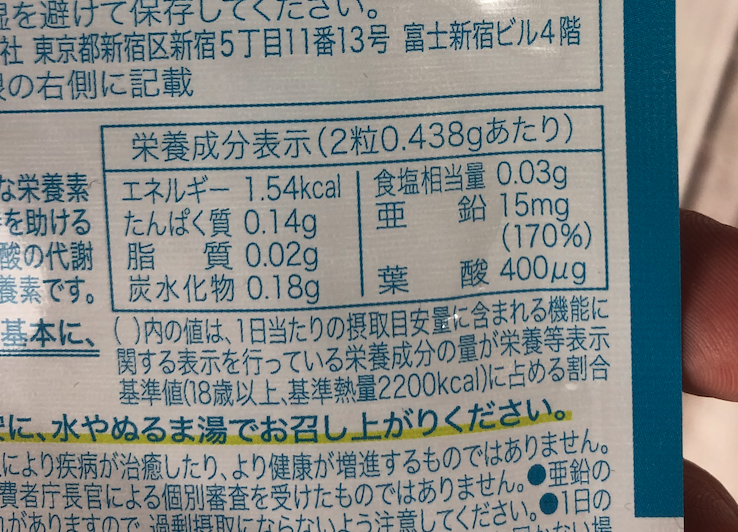 を避けて保存してください。
社 東京都新宿区新宿5丁目11番13号 富士新宿ビル4階
の右側に記載
栄養成分表示(2粒0.438gあたり)
エネルギー 1.54kcal
たんぱく質 0.14g
脂 質 0.02g
炭水化物 0.18g
食塩相当量 0.03g
亜 鉛 15mg
(170%)
葉 酸 400μg
な栄養素
を助ける
酸の代謝
養素です。
基本に、
( )内の値は、1日当たりの摂取目安量に含まれる機能に
関する表示を行っている栄養成分の量が栄養等表示
基準値(18歳以上、基準熱量2200kcal)に占める割合
に、水やぬるま湯でお召し上がりください。
により疾病が治癒したり、より健康が増進するものではありません。
費者庁長官による個別審査を受けたものではありません。●亜鉛の
がありますので、過剰摂取にならないよう注意してください。●1日の